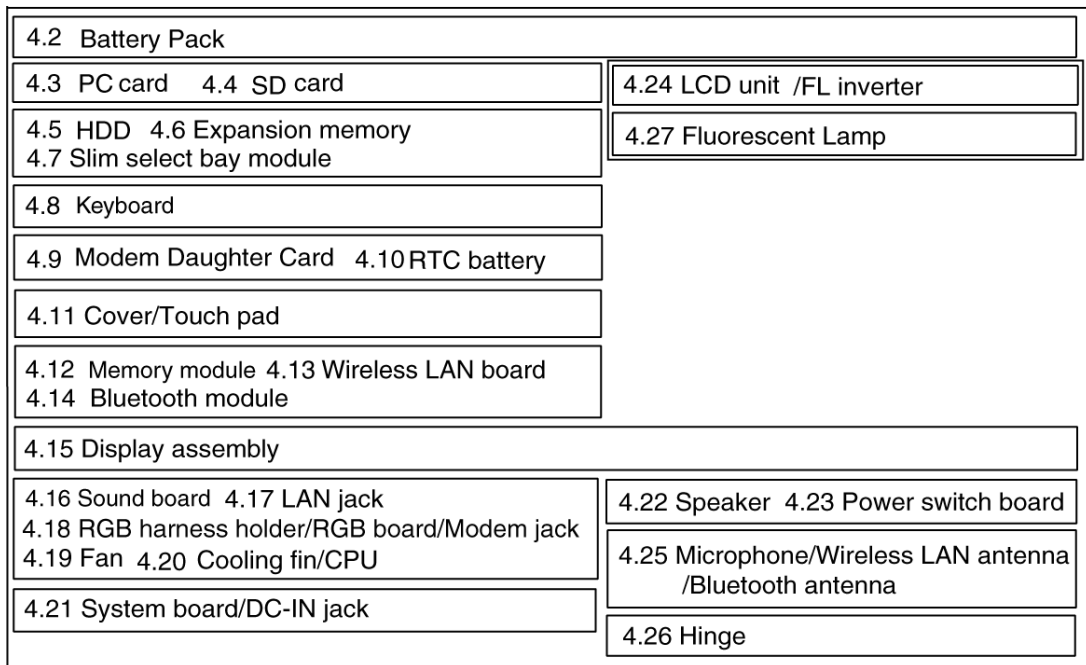 4.2 Battery Pack
4.3 PC card 4.4 SD card
4.5 HDD 4.6 Expansion memory
4.7 Slim select bay module
4.8 Keyboard
4.9 Modem Daughter Card 4.10 RTC battery
4.11 Cover/Touch pad
4.12 Memory module 4.13 Wireless LAN board
4.14 Bluetooth module
4.24 LCD unit /FL inverter
4.27 Fluorescent Lamp
4.15 Display assembly
4.16 Sound board 4.17 LAN jack
4.18 RGB harness holder/RGB board/Modem jack
4.19 Fan 4.20 Cooling fin/CPU
4.21 System board/DC-IN jack
4.22 Speaker 4.23 Power switch board
4.25 Microphone/Wireless LAN antenna
/Bluetooth antenna
4.26 Hinge